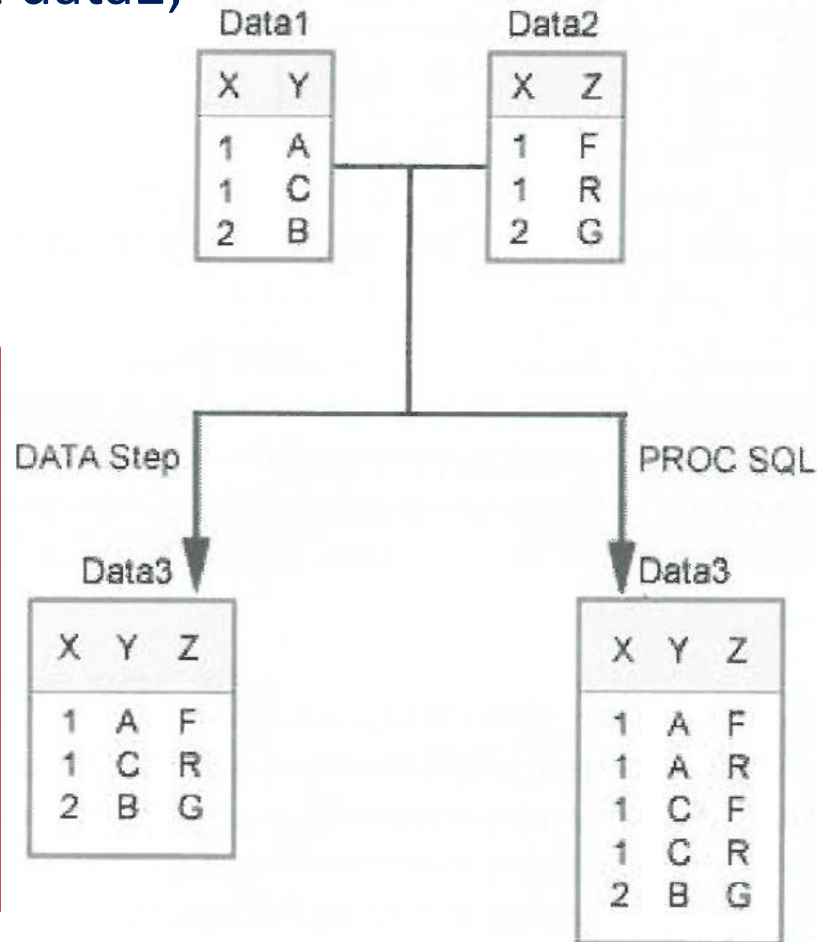 data2;
Data1
Data2
X Y
1 A
1 C
2 B
X Z
1 F
1 R
2 G
DATA Step
PROC SQL
Data3
X Y Z
1 A F
1 C R
2 B G
Data3
X Y Z
1 A F
1 A R
1 C F
1 C R
2 B G